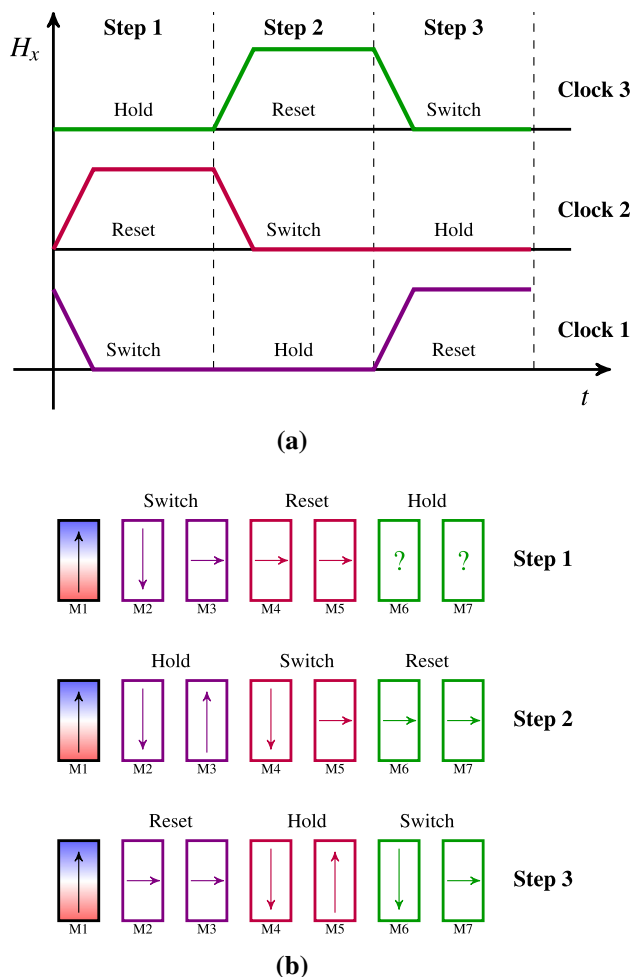 Step 1 Step 2 Step 3
Hx
Hold Reset Switch Clock 3
Reset Switch Hold Clock 2
Switch Hold Reset Clock 1
t
(a)
Switch Reset Hold
? ? Step 1
M1 M2 M3 M4 M5 M6 M7
Hold Switch Reset
Step 2
M1 M2 M3 M4 M5 M6 M7
Reset Hold Switch
Step 3
M1 M2 M3 M4 M5 M6 M7
(b)